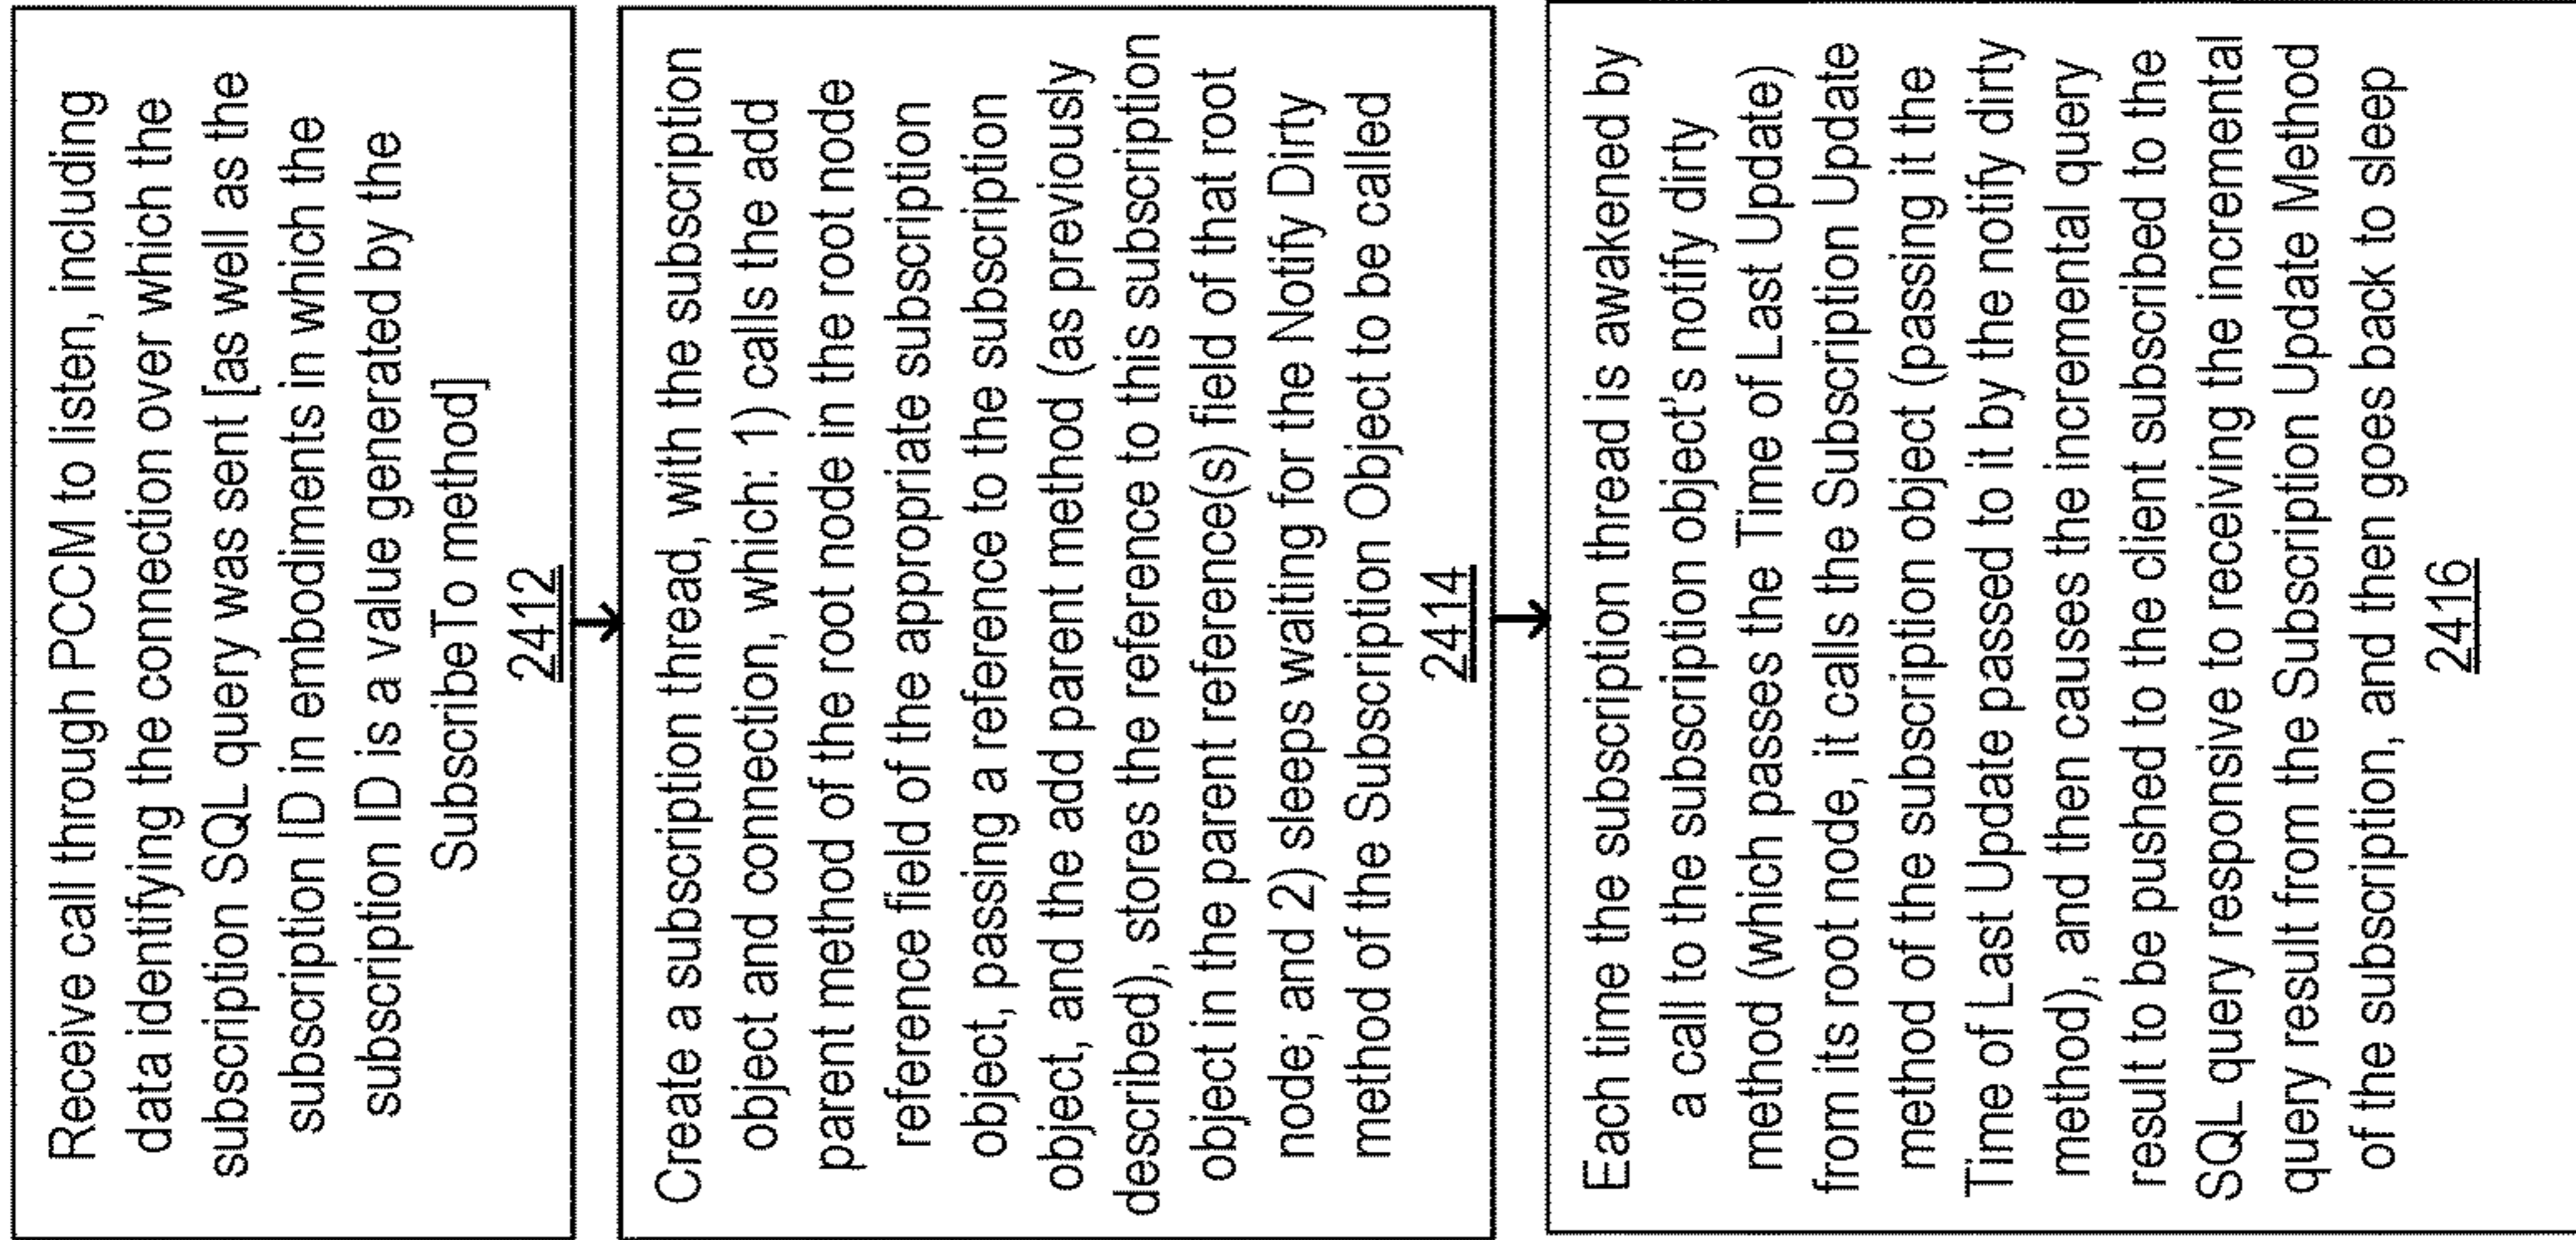 Receive call through PCCM to listen, including
data identifying the connection over which the
subscription SQL query was sent [as well as the
subscription ID in embodiments in which the
subscription ID is a value generated by the
SubscribeTo method]
2412
Create a subscription thread, with the subscription
object and connection, which: 1) calls the add
parent method of the root node in the root node
reference field of the appropriate subscription
object, passing a reference to the subscription
object, and the add parent method (as previously
described), stores the reference to this subscription
object in the parent reference(s) field of that root
node; and 2) sleeps waiting for the Notify Dirty
method of the Subscription Object to be called
2414
Each time the subscription thread is awakened by
a call to the subscription object's notify dirty
method (which passes the Time of Last Update)
from its root node, it calls the Subscription Update
method of the subscription object (passing it the
Time of Last Update passed to it by the notify dirty
method), and then causes the incremental query
result to be pushed to the client subscribed to the
SQL query responsive to receiving the incremental
query result from the Subscription Update Method
of the subscription, and then goes back to sleep
2416